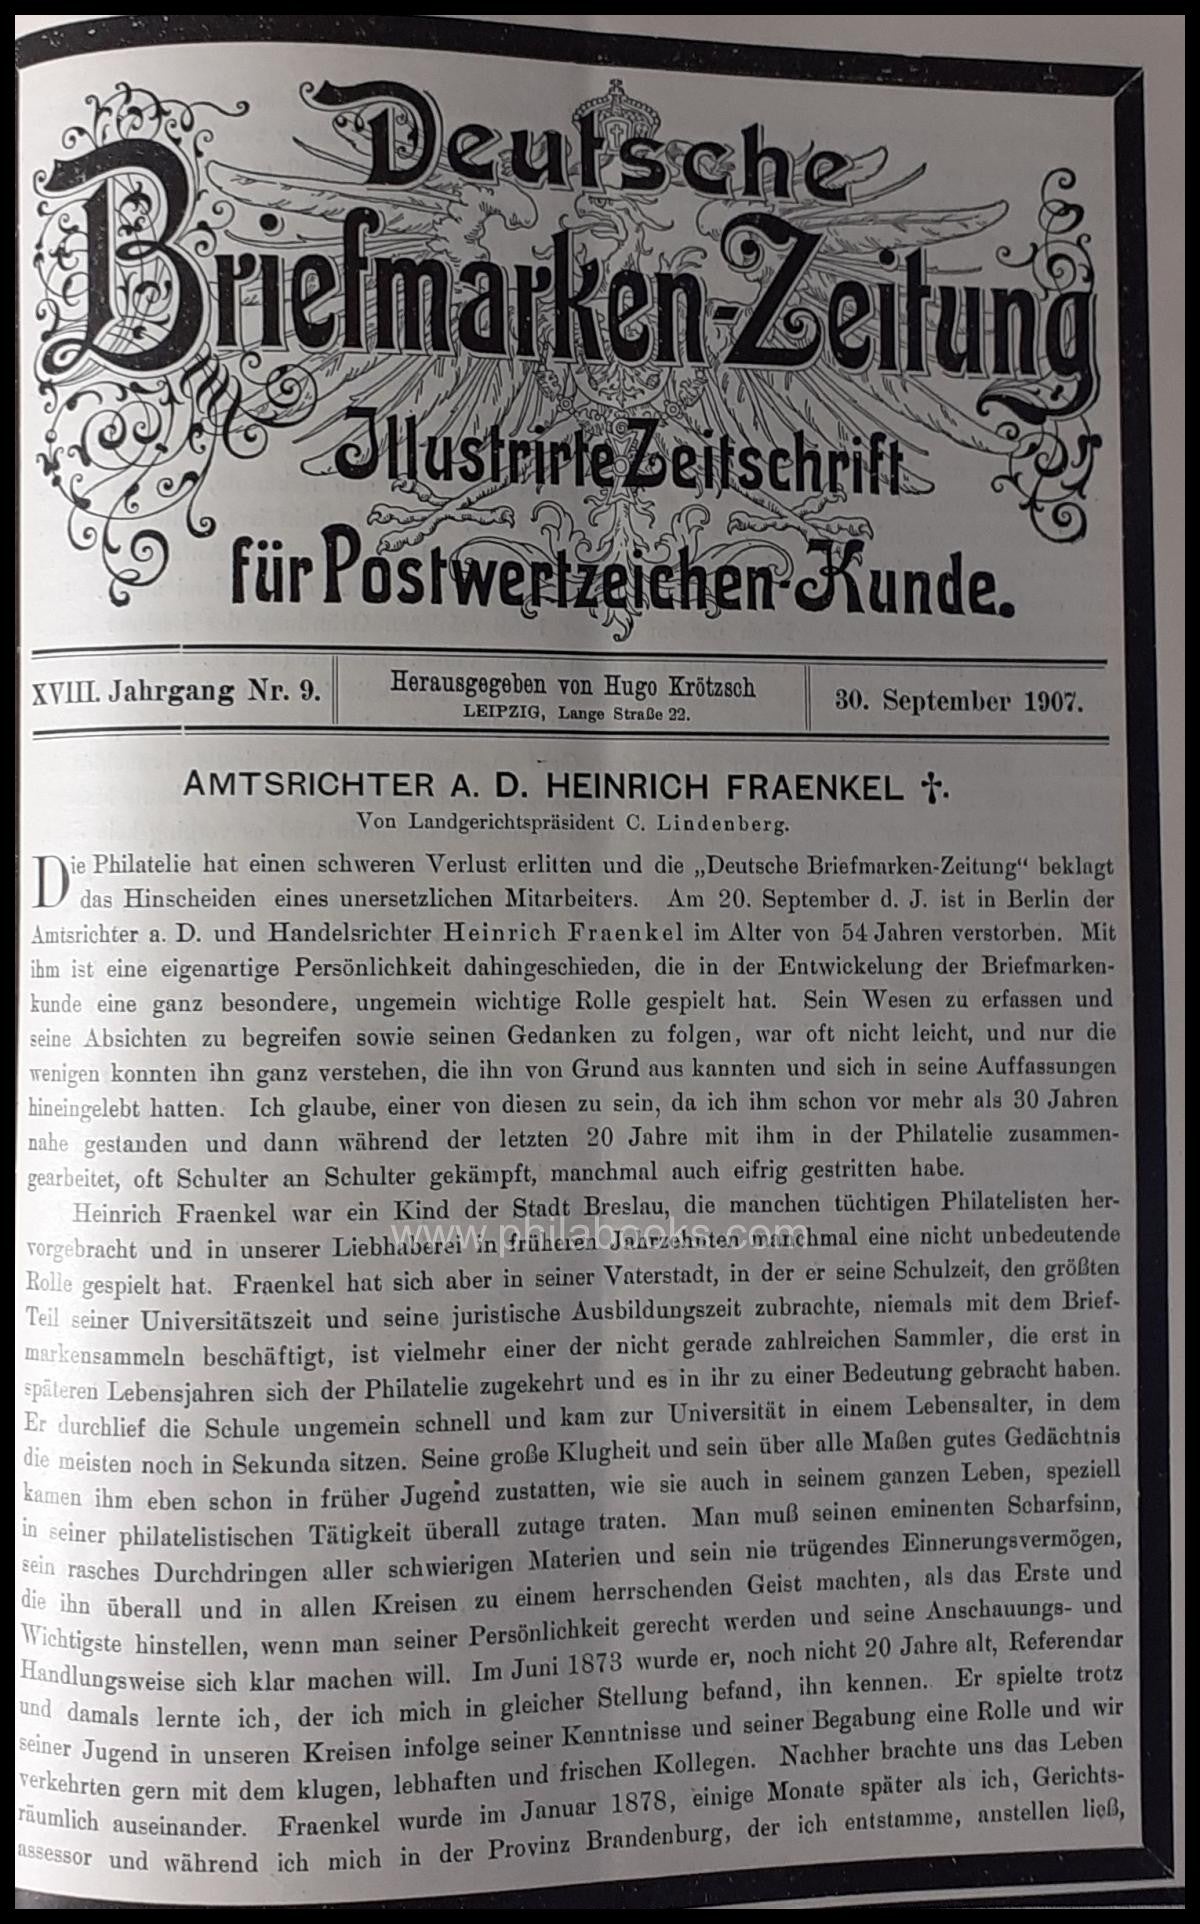 Deutsche
Briefmarken-Zeitung
Illustrirte Zeitschrift
für Postwertzeichen-Kunde.
XVIII. Jahrgang Nr. 9.
Herausgegeben von Hugo Krötzsch
LEIPZIG, Lange Straße 22.
30. September 1907.
AMTSRICHTER A. D. HEINRICH FRAENKEL ✝.
Von Landgerichtspräsident C. Lindenberg.
Die Philatelie hat einen schweren Verlust erlitten und die „Deutsche Briefmarken-Zeitung“ beklagt
das Hinscheiden eines unersetzlichen Mitarbeiters. Am 20. September d. J. ist in Berlin der
Amtsrichter a. D. und Handelsrichter Heinrich Fraenkel im Alter von 54 Jahren verstorben. Mit
ihm ist eine eigenartige Persönlichkeit dahingeschieden, die in der Entwickelung der Briefmarken-
kunde eine ganz besondere, ungemein wichtige Rolle gespielt hat. Sein Wesen zu erfassen und
seine Absichten zu begreifen sowie seinen Gedanken zu folgen, war oft nicht leicht, und nur die
wenigen konnten ihn ganz verstehen, die ihn von Grund aus kannten und sich in seine Auffassungen
hineingelebt hatten. Ich glaube, einer von diesen zu sein, da ich ihm schon vor mehr als 30 Jahren
nahe gestanden und dann während der letzten 20 Jahre mit ihm in der Philatelie zusammen-
gearbeitet, oft Schulter an Schulter gekämpft, manchmal auch eifrig gestritten habe.
Heinrich Fraenkel war ein Kind der Stadt Breslau, die manchen tüchtigen Philatelisten her-
www.philabooks.com
vorgebracht und in unserer Liebhaberei in früheren Jahrzehnten manchmal eine nicht unbedeutende
Rolle gespielt hat. Fraenkel hat sich aber in seiner Vaterstadt, in der er seine Schulzeit, den größten
Teil seiner Universitätszeit und seine juristische Ausbildungszeit zubrachte, niemals mit dem Brief-
markensammeln beschäftigt, ist vielmehr einer der nicht gerade zahlreichen Sammler, die erst in
späteren Lebensjahren sich der Philatelie zugekehrt und es in ihr zu einer Bedeutung gebracht haben.
Er durchlief die Schule ungemein schnell und kam zur Universität in einem Lebensalter, in dem
die meisten noch in Sekunda sitzen. Seine große Klugheit und sein über alle Maßen gutes Gedächtnis
kamen ihm eben schon in früher Jugend zustatten, wie sie auch in seinem ganzen Leben, speziell
in seiner philatelistischen Tätigkeit überall zutage traten. Man muß seinen eminenten Scharfsinn,
sein rasches Durchdringen aller schwierigen Materien und sein nie trügendes Einnerungsvermögen,
die ihn überall und in allen Kreisen zu einem herrschenden Geist machten, als das Erste und
Wichtigste hinstellen, wenn man seiner Persönlichkeit gerecht werden und seine Anschauungs- und
Handlungsweise sich klar machen will. Im Juni 1873 wurde er, noch nicht 20 Jahre alt, Referendar
und damals lernte ich, der ich mich in gleicher Stellung befand, ihn kennen. Er spielte trotz
seiner Jugend in unseren Kreisen infolge seiner Kenntnisse und seiner Begabung eine Rolle und wir
verkehrten gern mit dem klugen, lebhaften und frischen Kollegen. Nachher brachte uns das Leben
räumlich auseinander. Fraenkel wurde im Januar 1878, einige Monate später als ich, Gerichts-
assessor und während ich mich in der Provinz Brandenburg, der ich entstamme, anstellen ließ,